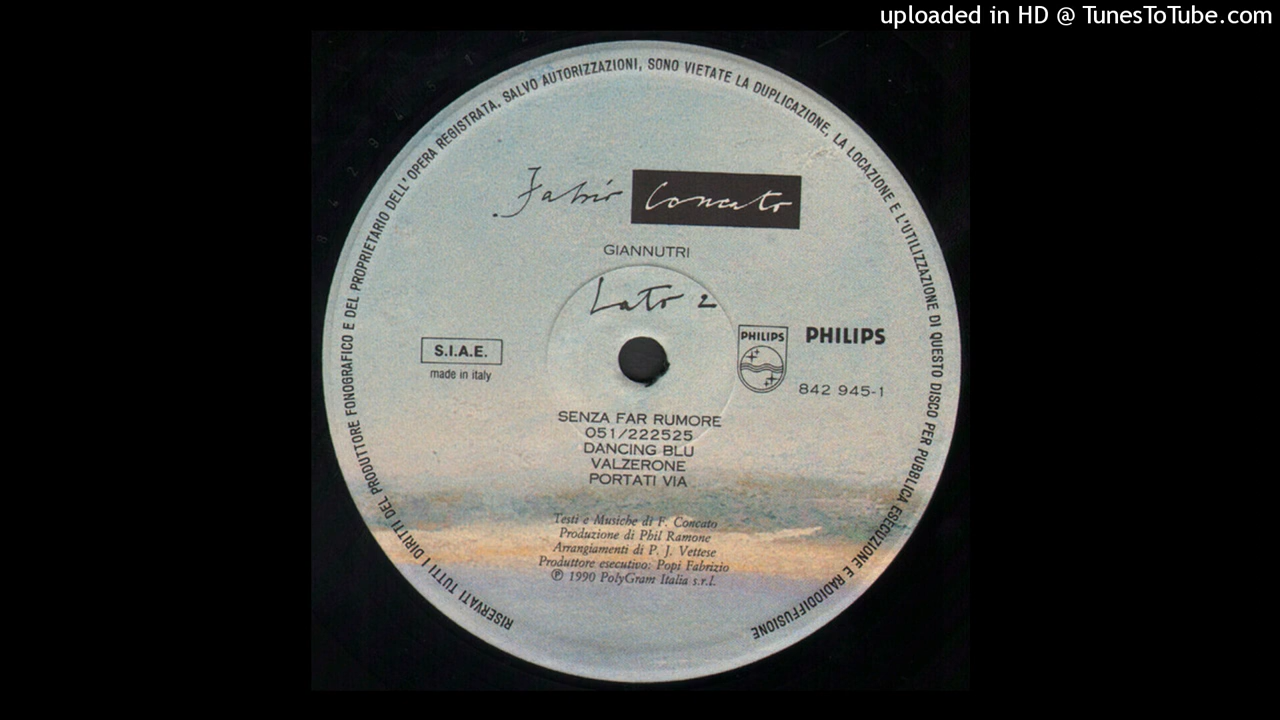 uploaded in HD @ TunesToTube.com
RISERVATI TUTTI I DIRITTI DEL PRODUTTORE FONOGRAFICO E DEL PROPRIETARIO DELL'OPERA REGISTRATA. SALVO AUTORIZZAZIONI, SONO VIETATE LA DUPLICAZIONE, LA LOCAZIONE E L'UTILIZZAZIONE DI QUESTO DISCO PER PUBBLICA ESECUZIONE E RADIODIFFUSIONE
Fabio Concato
GIANNUTRI
Lato 2
S.I.A.E.
made in italy
PHILIPS
PHILIPS
842 945-1
SENZA FAR RUMORE
051/222525
DANCING BLU
VALZERONE
PORTATI VIA
Testi e Musiche di F. Concato
Produzione di Phil Ramone
Arrangiamenti di P. J. Vettese
Produttore esecutivo: Popi Fabrizio
℗ 1990 PolyGram Italia s.r.l.